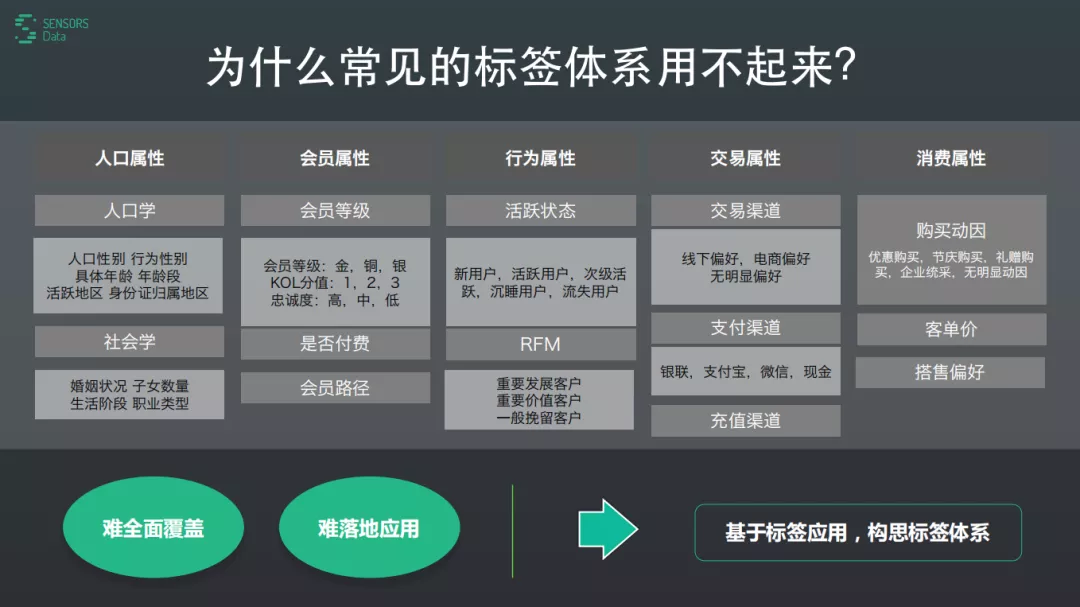 SENSORS
Data
为什么常见的标签体系用不起来?
人口属性
人口学
人口性别 行为性别
具体年龄 年龄段
活跃地区 身份证归属地区
社会学
婚姻状况 子女数量
生活阶段 职业类型
会员属性
会员等级
会员等级：金，铜，银
KOL分值：1，2，3
忠诚度：高，中，低
是否付费
会员路径
行为属性
活跃状态
新用户，活跃用户，次级活
跃，沉睡用户，流失用户
RFM
重要发展客户
重要价值客户
一般挽留客户
交易属性
交易渠道
线下偏好，电商偏好
无明显偏好
支付渠道
银联，支付宝，微信，现金
充值渠道
消费属性
购买动因
优惠购买，节庆购买，礼赠购
买，企业统采，无明显动因
客单价
搭售偏好
难全面覆盖
难落地应用
基于标签应用，构思标签体系